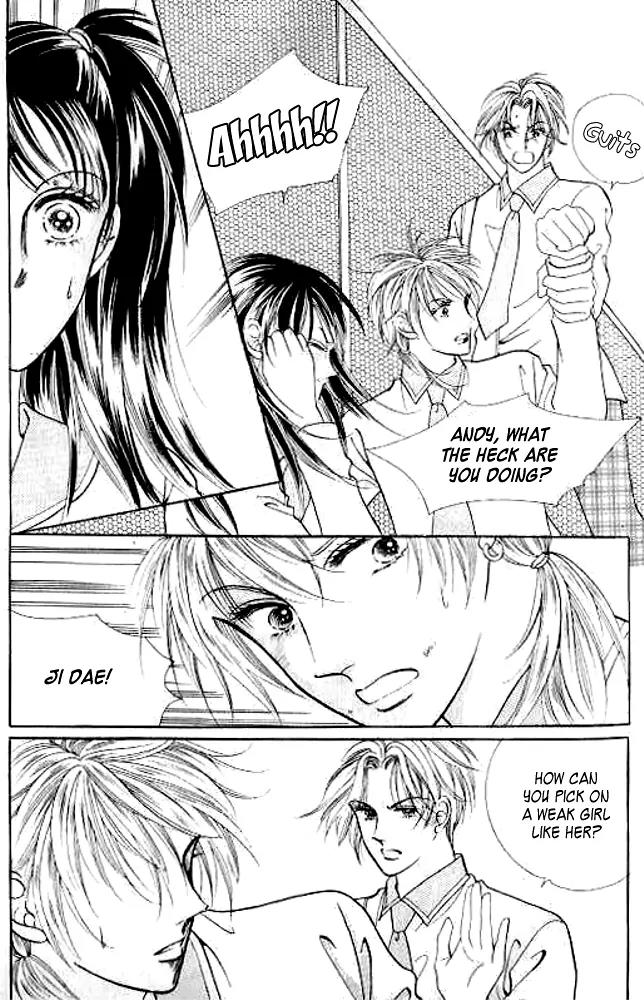 Ahhhh!!
Guits
ANDY, WHAT
THE HECK ARE
YOU DOING?
JI DAE!
HOW CAN
YOU PICK ON
A WEAK GIRL
LIKE HER?